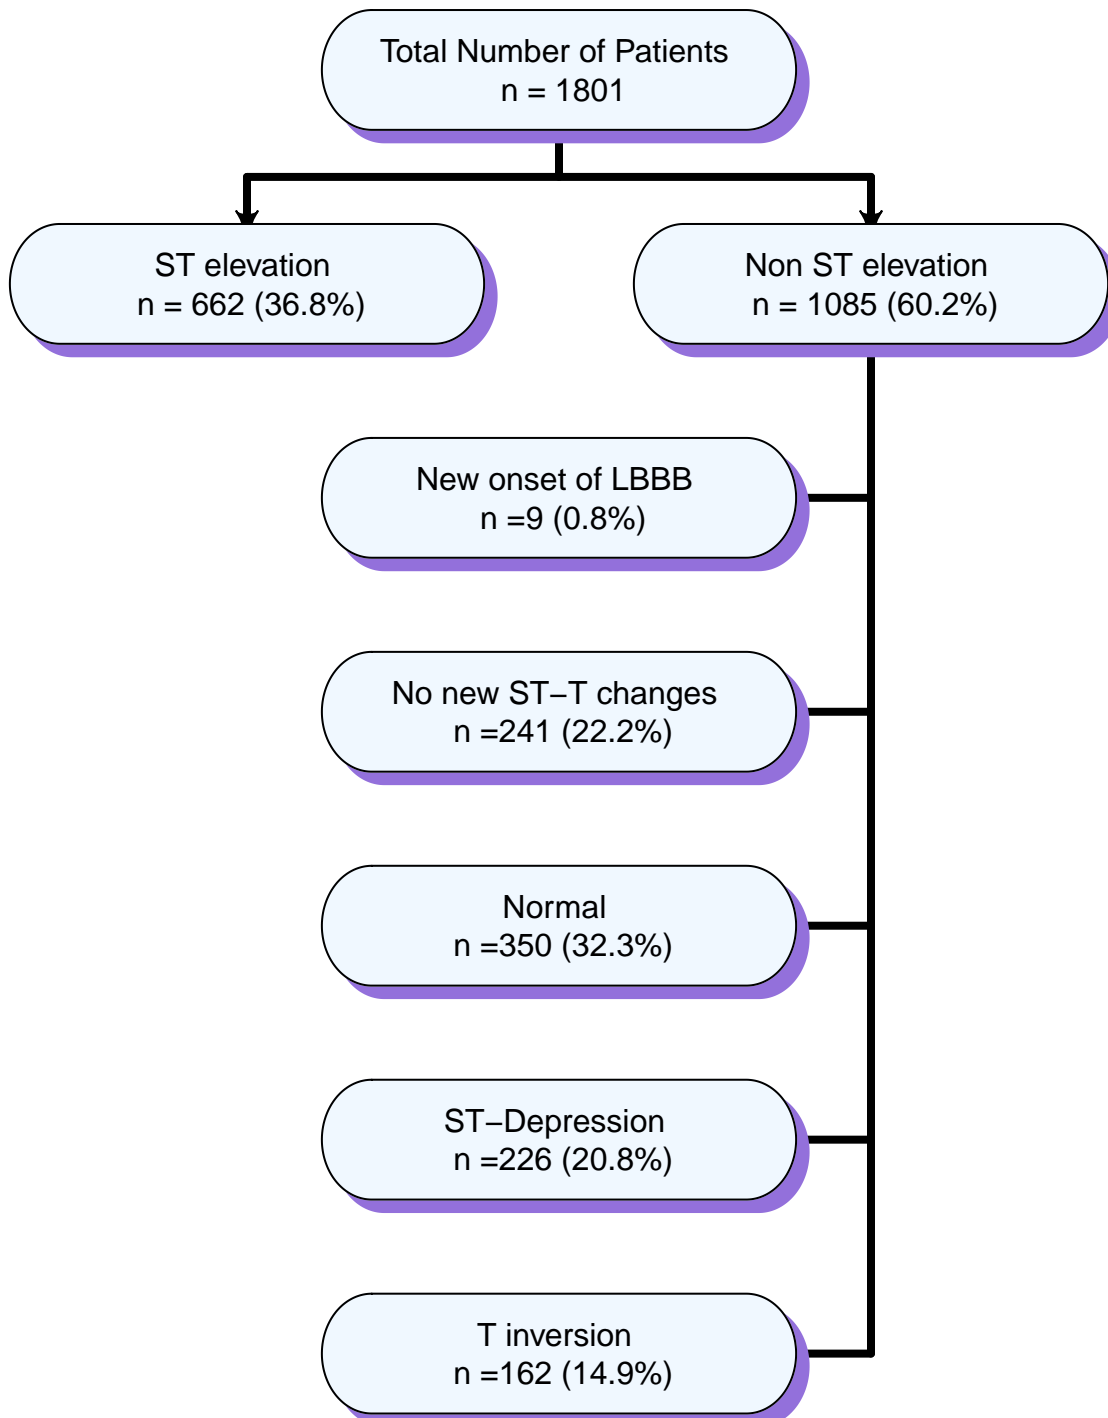 Total Number of Patients
n = 1801
ST elevation
n = 662 (36.8%)
Non ST elevation
n = 1085 (60.2%)
New onset of LBBB
n =9 (0.8%)
No new ST−T changes
n =241 (22.2%)
Normal
n =350 (32.3%)
ST−Depression
n =226 (20.8%)
T inversion
n =162 (14.9%)